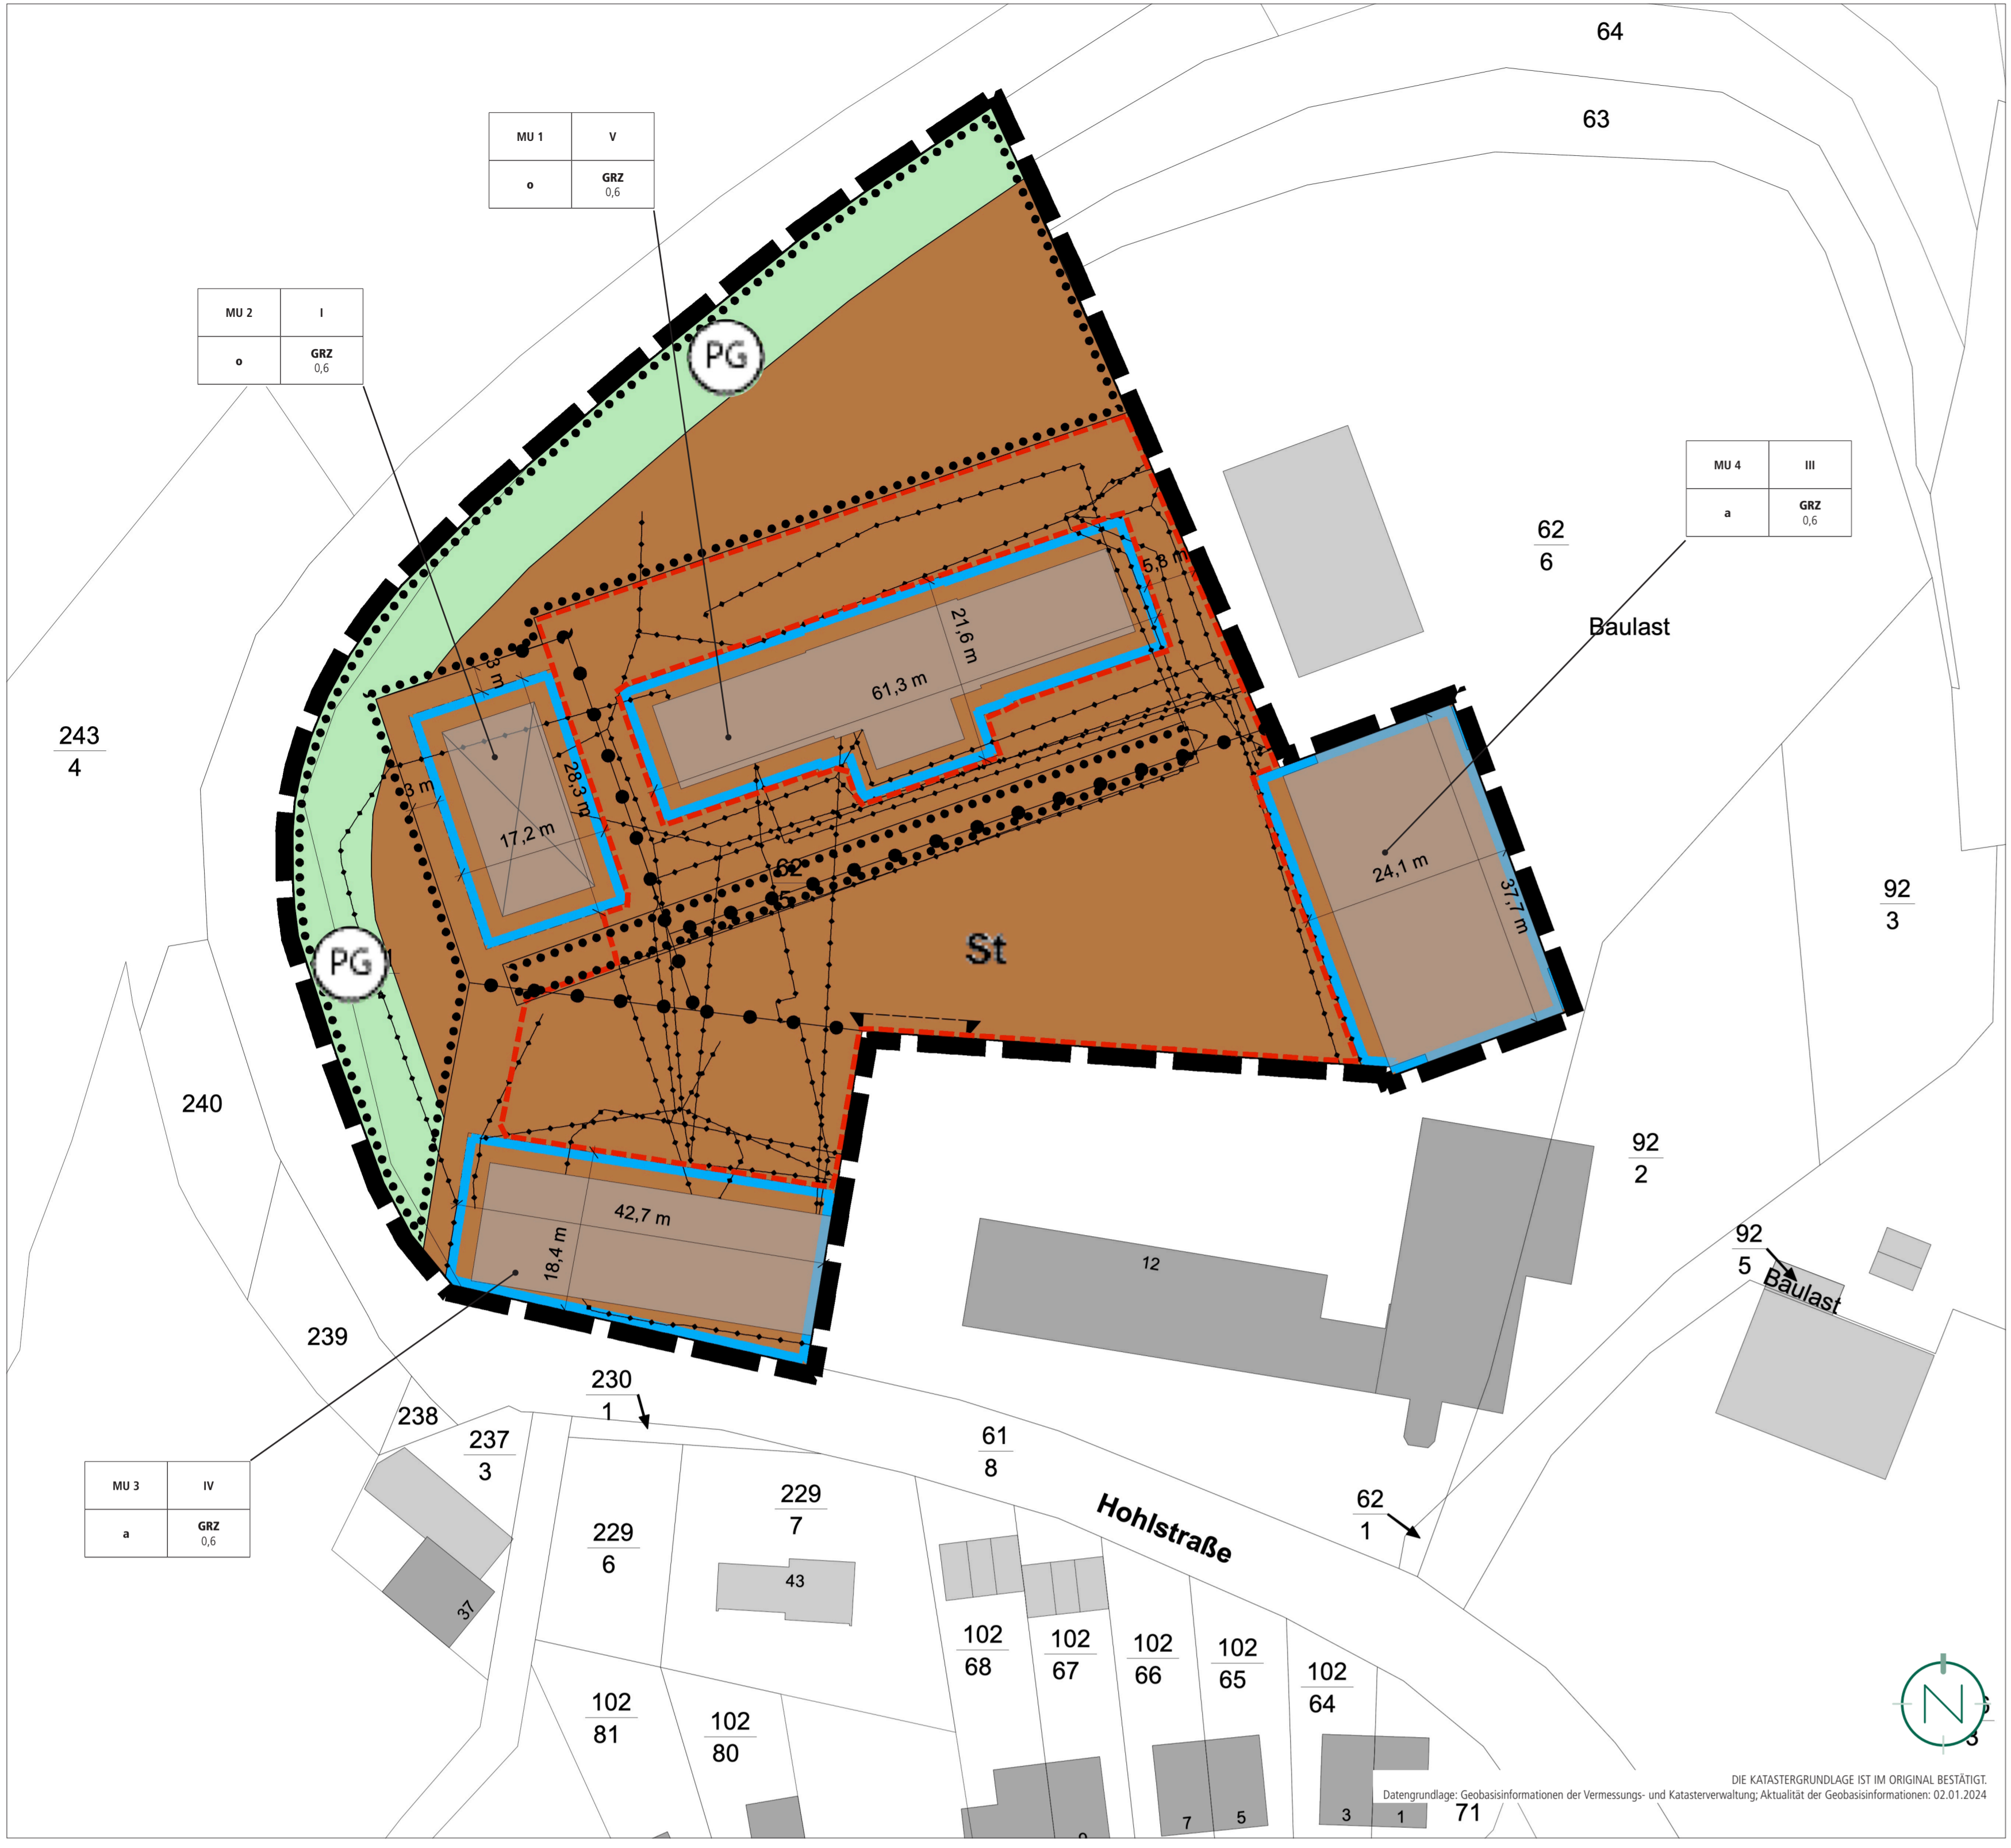 64
63
MU 1 V
o GRZ
0,6
MU 2 I
o GRZ
0,6
PG
MU 4 III
a GRZ
0,6
62
6
Baulast
5,8 m
21,6 m
61,3 m
3 m
28,3 m
3 m
17,2 m
243
4
62
5
24,1 m
37,7 m
92
3
St
PG
240
92
2
42,7 m
18,4 m
12
92
5
Baulast
239
230
1
238
237
3
61
8
MU 3 IV
a GRZ
0,6
229
7
62
1
Hohlstraße
229
6
43
37
102
68
102
67
102
66
102
65
102
64
102
81
102
80
N
3
7
5
3
1
71
DIE KATASTERGRUNDLAGE IST IM ORIGINAL BESTÄTIGT.
Datengrundlage: Geobasisinformationen der Vermessungs- und Katasterverwaltung; Aktualität der Geobasisinformationen: 02.01.2024